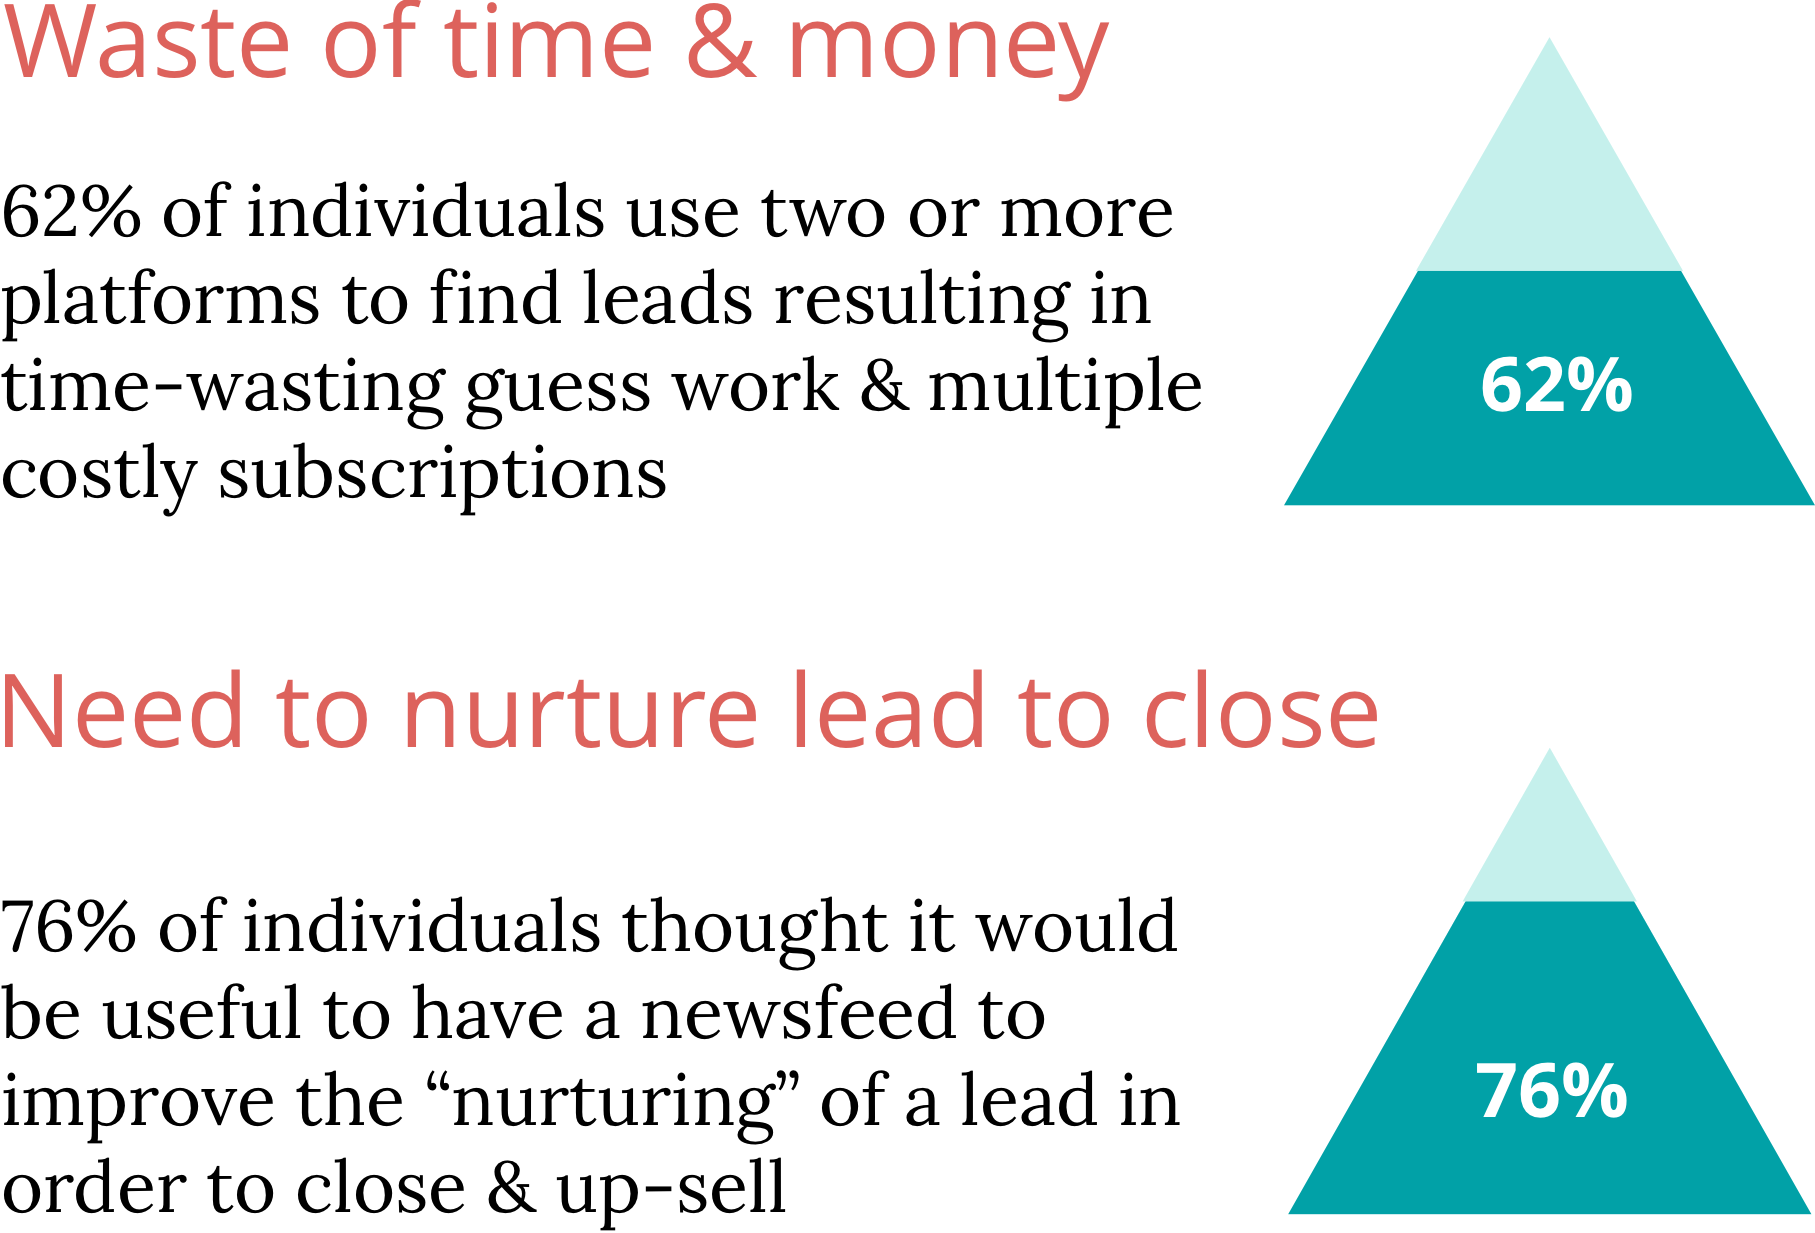 Waste of time & money
62% of individuals use two or more
platforms to find leads resulting in
time-wasting guess work & multiple
costly subscriptions
62%
Need to nurture lead to close
76% of individuals thought it would
be useful to have a newsfeed to
improve the “nurturing” of a lead in
order to close & up-sell
76%